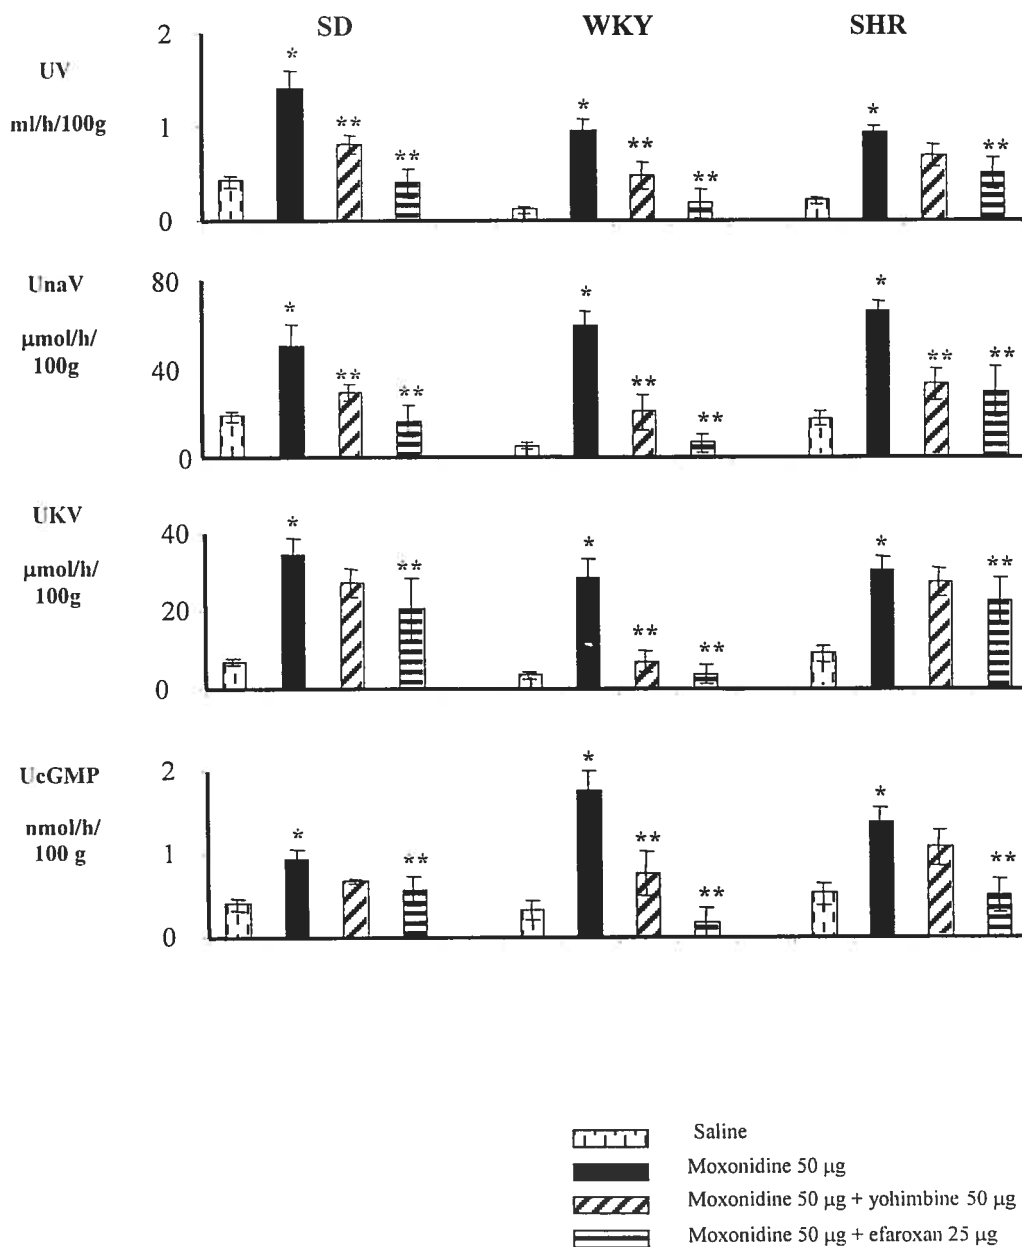 SD WKY SHR
2
UV
* * *
ml/h/100g
1
** ** ** ** **
0
UnaV
80
µmol/h/
100g
* * *
40
** ** ** ** ** **
0
UKV
µmol/h/
100g
40
* * *
20
** ** ** **
0
UcGMP
2
nmol/h/
100 g
* * *
1
** ** ** **
0
Saline
Moxonidine 50 µg
Moxonidine 50 µg + yohimbine 50 µg
Moxonidine 50 µg + efaroxan 25 µg